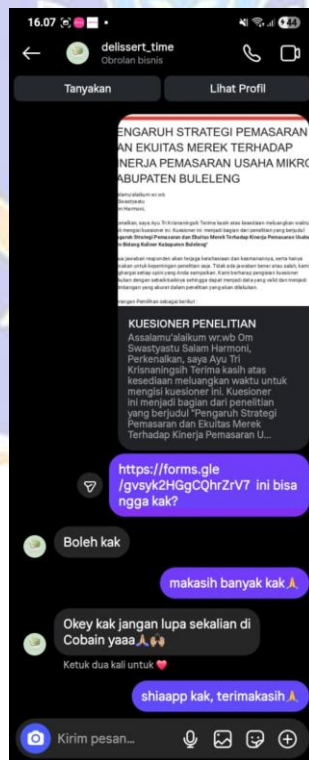 16.07
44
delissert_time
Obrolan bisnis
Tanyakan
Lihat Profil
ENGARUH STRATEGI PEMASARAN
AN EKUITAS MEREK TERHADAP
INERJA PEMASARAN USAHA MIKRO
ABUPATEN BULELENG
KUESIONER PENELITIAN
Assalamu'alaikum wr.wb Om
Swastyastu Salam Harmoni,
Perkenalkan, saya Ayu Tri
Krisnaningsih Terima kasih atas
kesediaan meluangkan waktu untuk
mengisi kuesioner ini. Kuesioner
ini menjadi bagian dari penelitian
yang berjudul "Pengaruh Strategi
Pemasaran dan Ekuitas Merek
Terhadap Kinerja Pemasaran U...
https://forms.gle
/gvsyk2HGgCQhrZrV7 ini bisa
ngga kak?
Boleh kak
makasih banyak kak🙏
Okey kak jangan lupa sekalian di
Cobain yaaa🙏🙌
Ketuk dua kali untuk ❤️
shiaapp kak, terimakasih🙏
Kirim pesan...